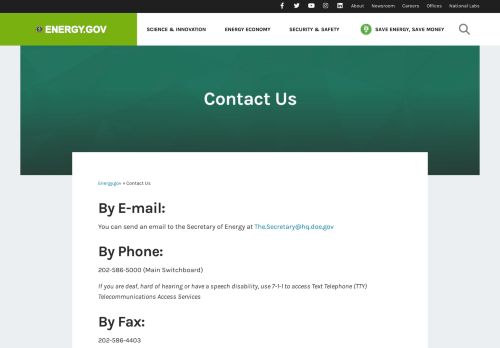 About Newsroom Careers Offices National Labs
ENERGY.GOV SCIENCE & INNOVATION ENERGY ECONOMY SECURITY & SAFETY SAVE ENERGY, SAVE MONEY
Contact Us
Energy.gov » Contact Us
By E-mail:
You can send an email to the Secretary of Energy at The.Secretary@hq.doe.gov
By Phone:
202-586-5000 (Main Switchboard)
If you are deaf, hard of hearing or have a speech disability, use 7-1-1 to access Text Telephone (TTY)
Telecommunications Access Services
By Fax:
202-586-4403